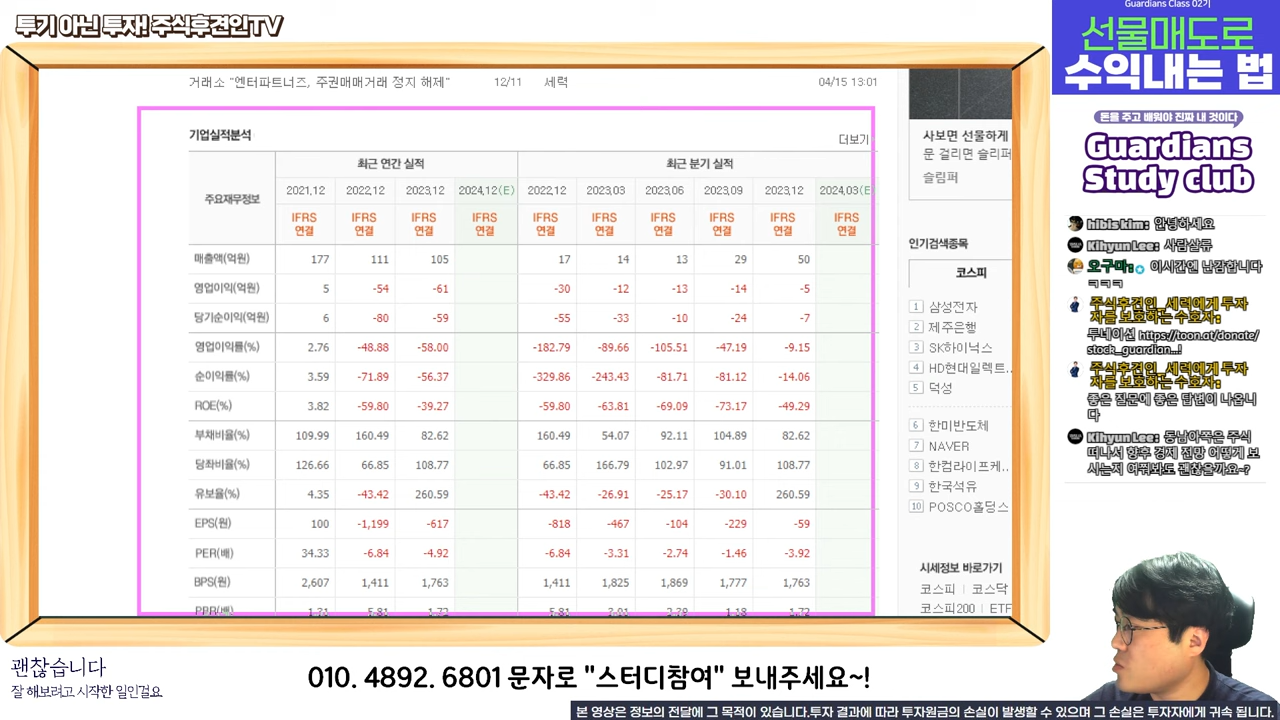 투기 아닌 투자! 주식후견인TV
거래소 "엔터파트너즈, 주권매매거래 정지 해제" 12/11 세력 04/15 13:01
기업실적분석 더보기
주요재무정보 최근 연간 실적 최근 분기 실적
2021.12 2022.12 2023.12 2024.12(E) 2022.12 2023.03 2023.06 2023.09 2023.12 2024.03(E
IFRS IFRS IFRS IFRS IFRS IFRS IFRS IFRS IFRS IFRS
연결 연결 연결 연결 연결 연결 연결 연결 연결 연결
매출액(억원) 177 111 105 17 14 13 29 50
영업이익(억원) 5 -54 -61 -30 -12 -13 -14 -5
당기순이익(억원) 6 -80 -59 -55 -33 -10 -24 -7
영업이익률(%) 2.76 -48.88 -58.00 -182.79 -89.66 -105.51 -47.19 -9.15
순이익률(%) 3.59 -71.89 -56.37 -329.86 -243.43 -81.71 -81.12 -14.06
ROE(%) 3.82 -59.80 -39.27 -59.80 -63.81 -69.09 -73.17 -49.29
부채비율(%) 109.99 160.49 82.62 160.49 54.07 92.11 104.89 82.62
당좌비율(%) 126.66 66.85 108.77 66.85 166.79 102.97 91.01 108.77
유보율(%) 4.35 -43.42 260.59 -43.42 -26.91 -25.17 -30.10 260.59
EPS(원) 100 -1,199 -617 -818 -467 -104 -229 -59
PER(배) 34.33 -6.84 -4.92 -6.84 -3.31 -2.74 -1.46 -3.92
BPS(원) 2,607 1,411 1,763 1,411 1,825 1,869 1,777 1,763
PBR(배) 1.31 5.81 1.72 5.81 1.18 1.72
사보면 선물하게
문 걸리면 슬리퍼
슬림퍼
인기검색종목
코스피
1 삼성전자
2 제주은행
3 SK하이닉스
4 HD현대일렉트..
5 덕성
6 한미반도체
7 NAVER
8 한컴라이프케..
9 한국석유
10 POSCO홀딩스
시세정보 바로가기
코스피 | 코스닥
코스피200 | ETF
Guardians Class 02기
선물매도로
수익내는 법
돈을 주고 배워야 진짜 내 것이다
Guardians
Study club
hibis kim: 안녕하세요
Kihyun Lee: 사람살류
오구마: 이시간엔 난감합니다
ㅋㅋㅋ
주식후견인_세력에게 투자
자를 보호하는 수호자:
투네이션 https://toon.at/donate/
stock_guardian...!
주식후견인_세력에게 투자
자를 보호하는 수호자:
좋은 질문에 좋은 답변이 나옵니
다
Kihyun Lee: 동남아쪽은 주식
떠나서 향후 경제 전망 어떻게 보
시는지 여쭤봐도 괜찮을까요~?
괜찮습니다
잘 해보려고 시작한 일인걸요
010. 4892. 6801 문자로 "스터디참여" 보내주세요~!
본 영상은 정보의 전달에 그 목적이 있습니다.투자 결과에 따라 투자원금의 손실이 발생할 수 있으며 그 손실은 투자자에게 귀속 됩니다.